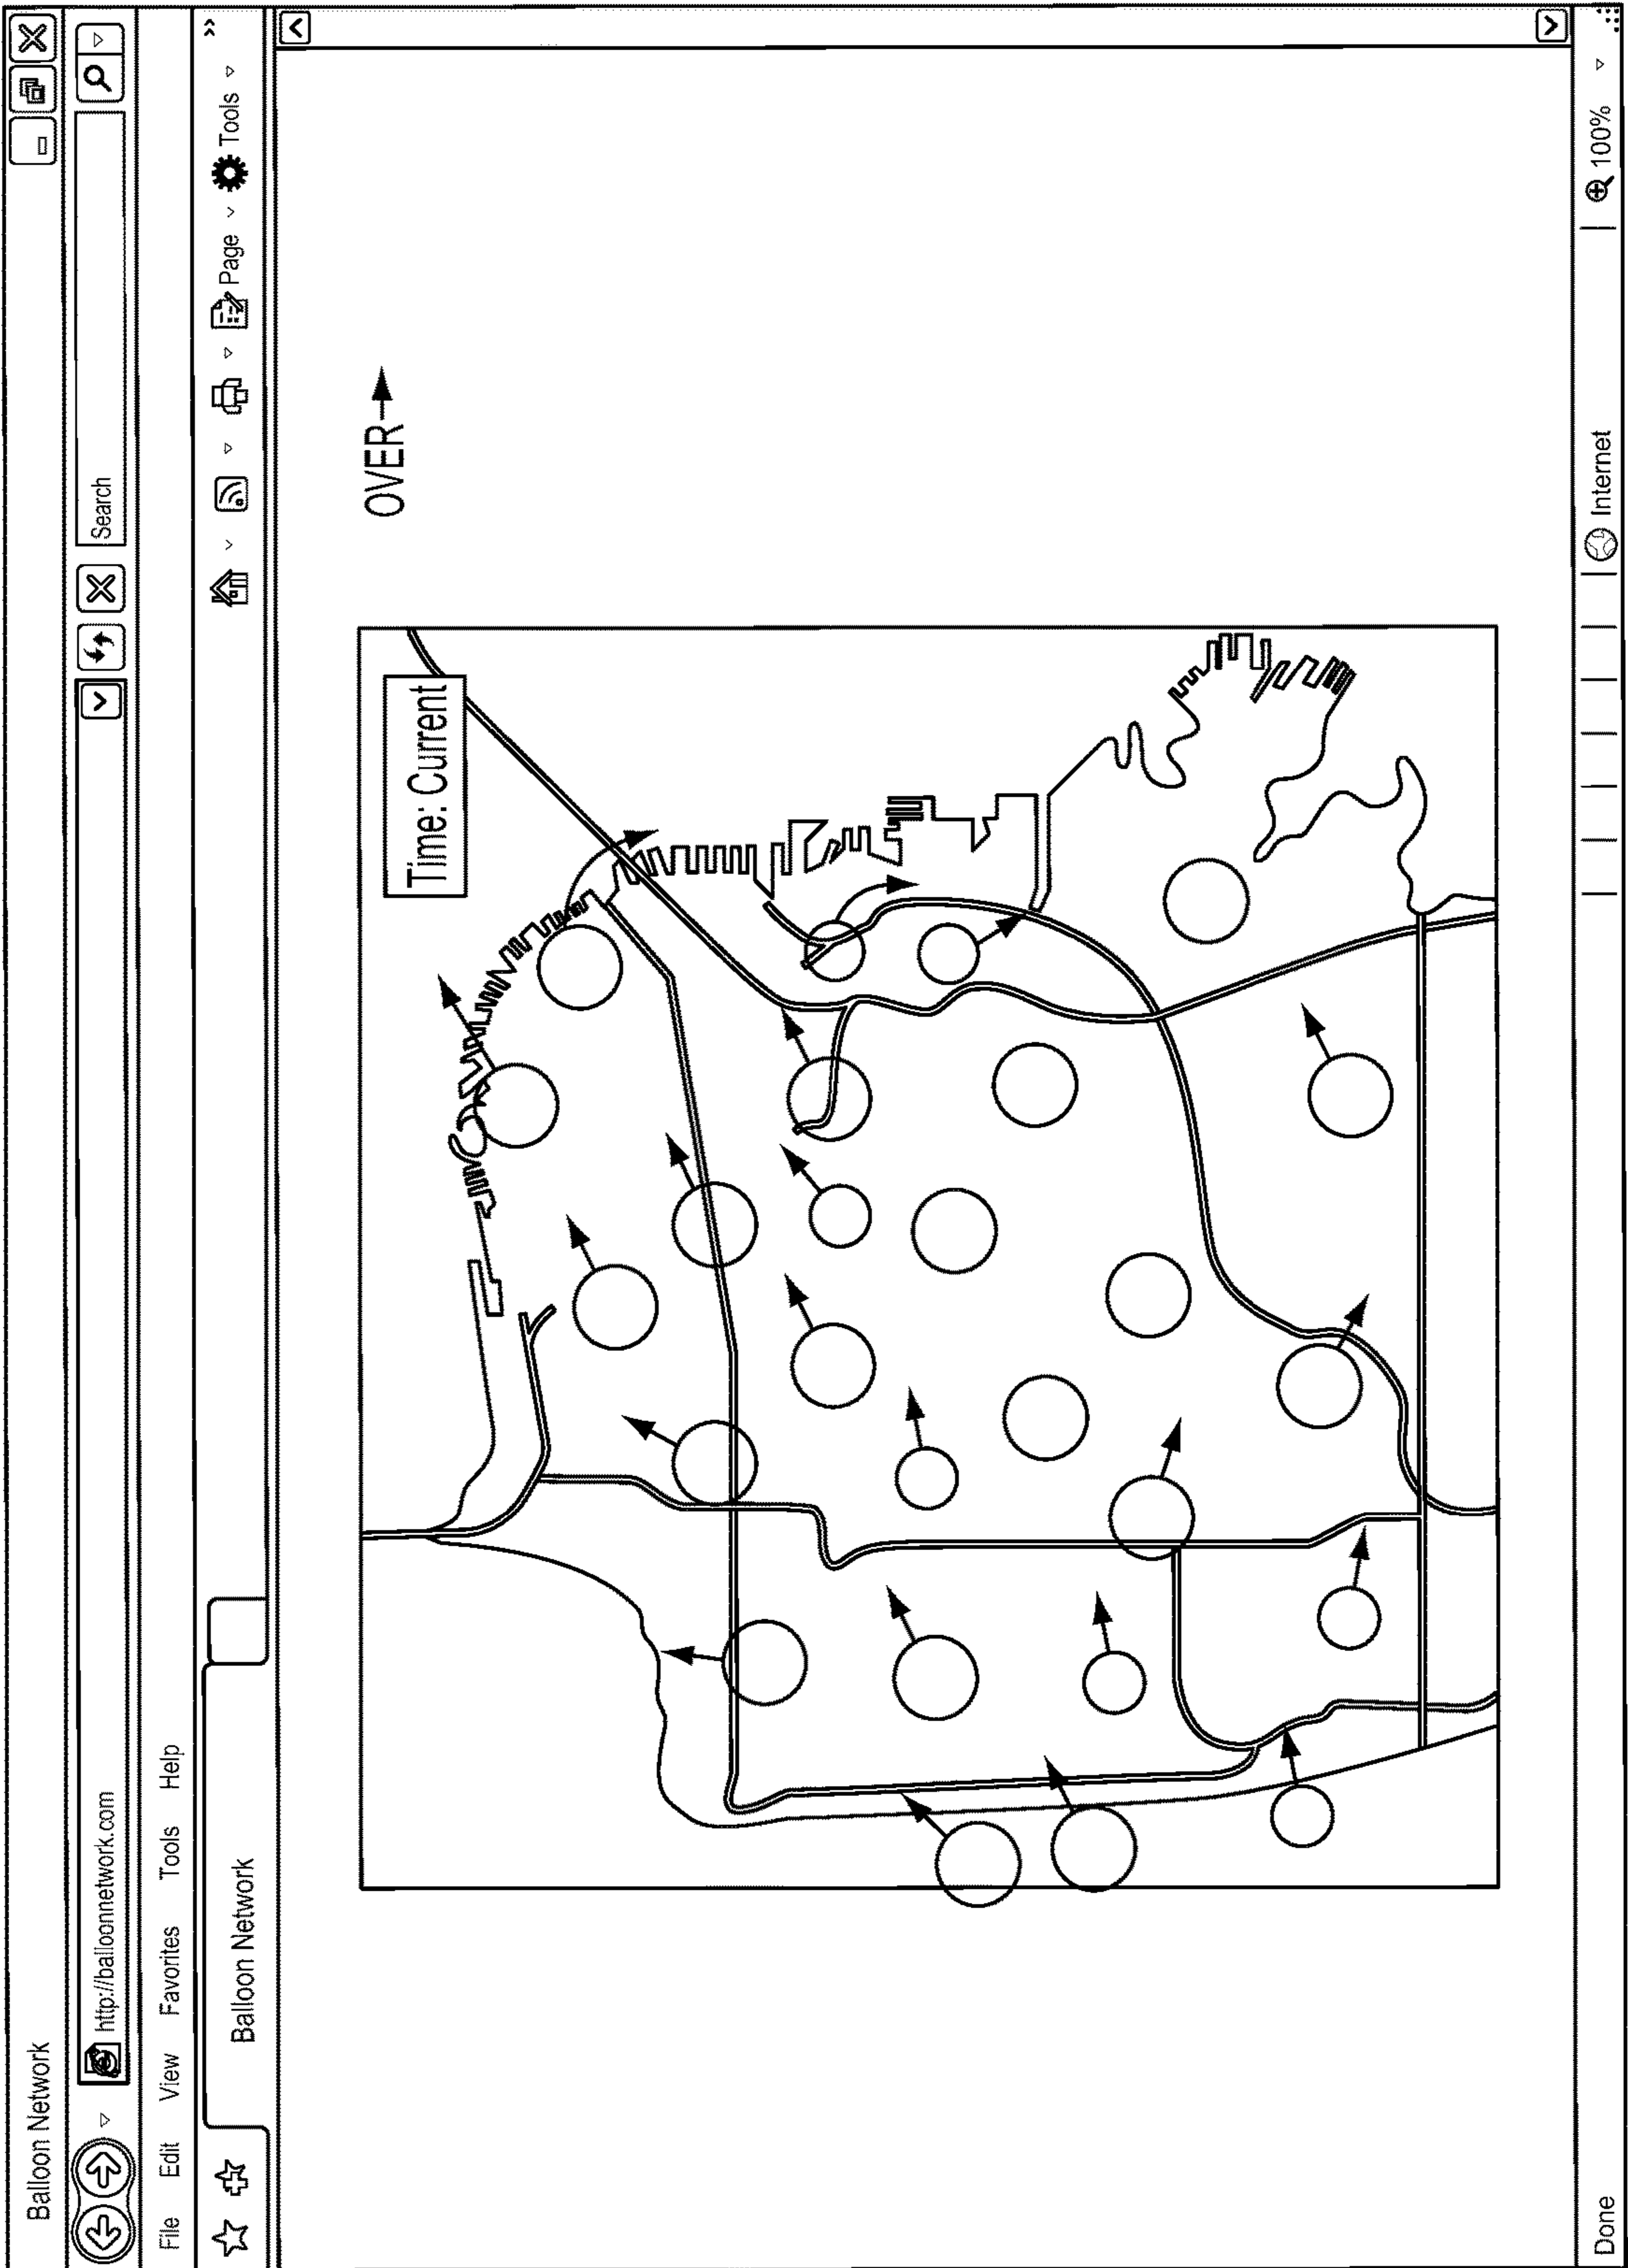 Balloon Network
http://balloonnetwork.com
Search
File Edit View Favorites Tools Help
Balloon Network
Page Tools
OVER
Time: Current
Done
Internet
100%